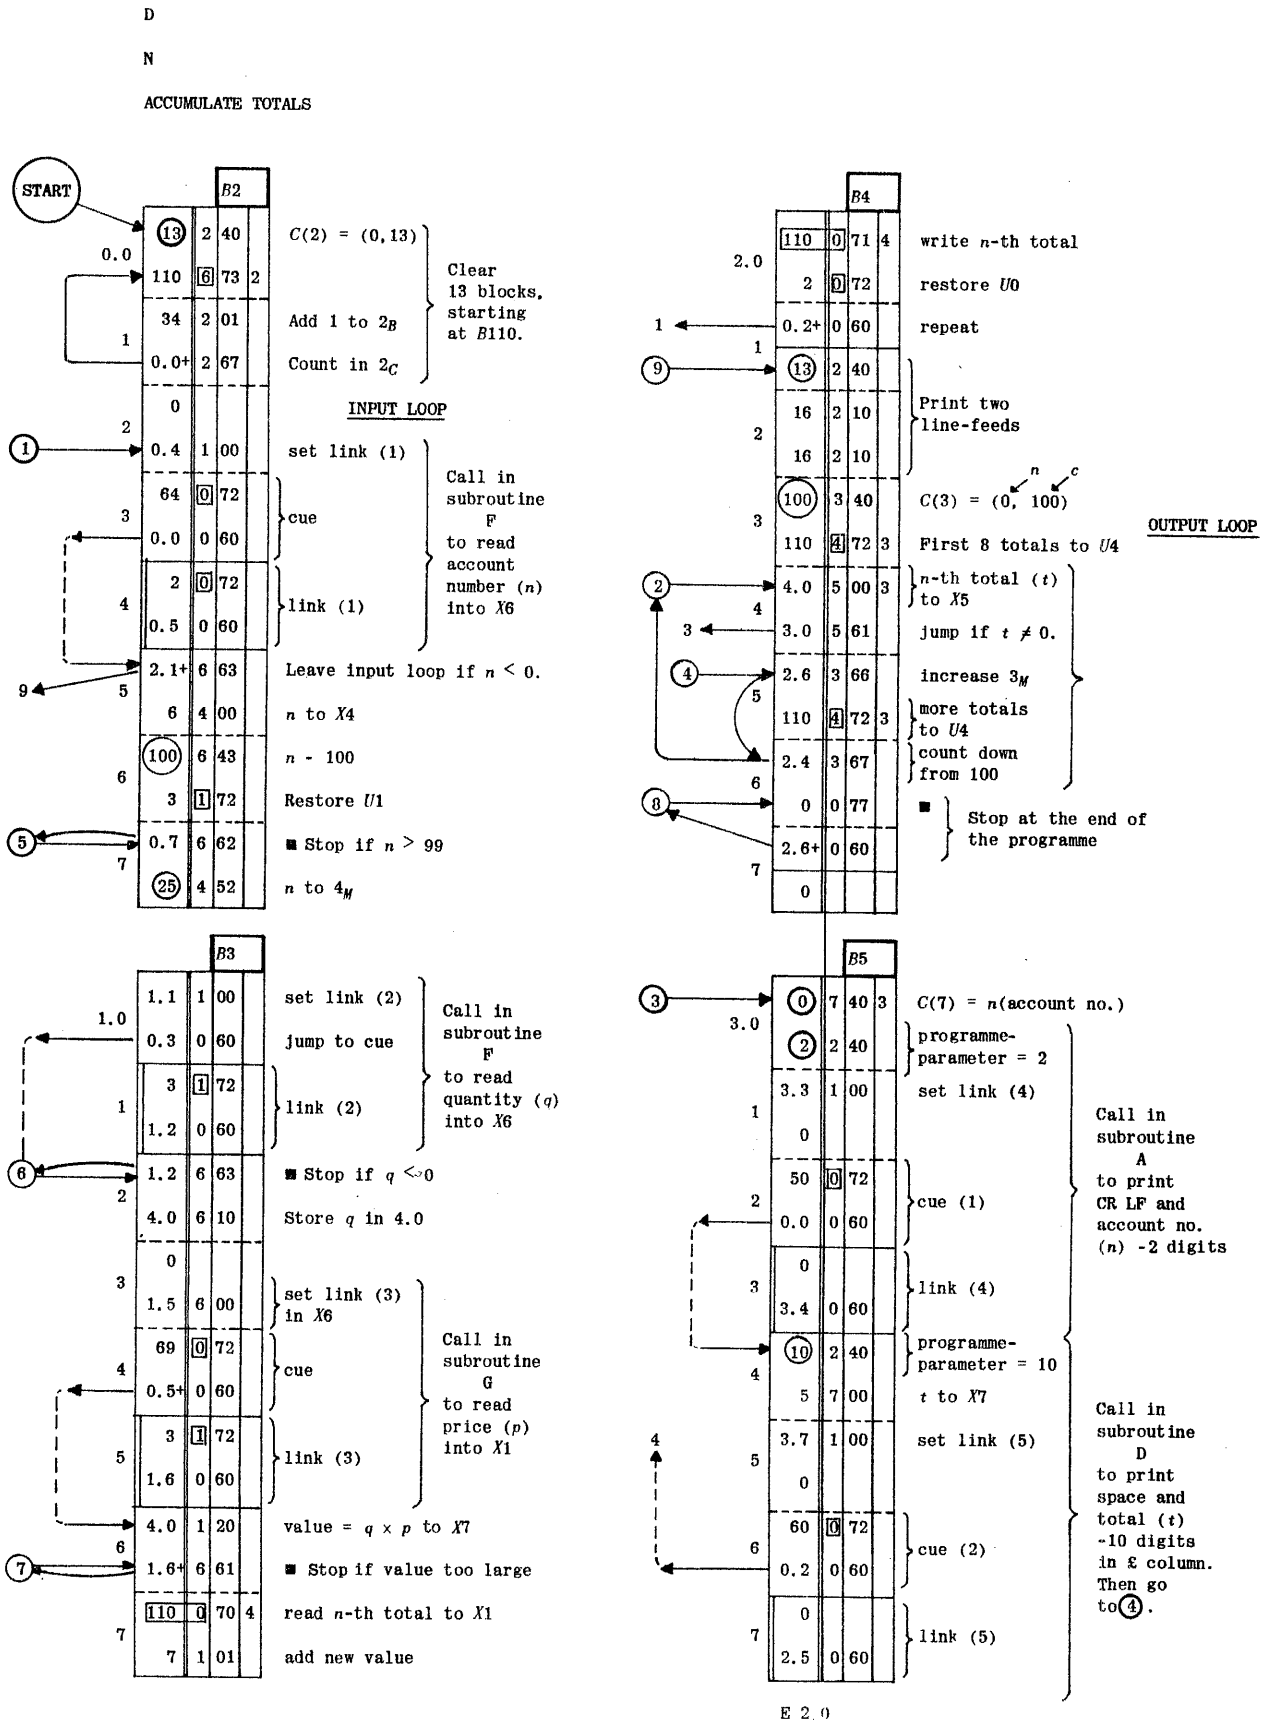 D
N
ACCUMULATE TOTALS
START
B2
0.0
13 2 40 C(2) = (0,13)
110 6 73 2
Clear
13 blocks,
starting
at B110.
1
34 2 01 Add 1 to 2B
0.0+ 2 67 Count in 2C
2
0
INPUT LOOP
1
0.4 1 00 set link (1)
3
64 0 72
0.0 0 60
cue
4
2 0 72
0.5 0 60
link (1)
Call in
subroutine
F
to read
account
number (n)
into X6
5
2.1+ 6 63 Leave input loop if n < 0.
9
6 4 00 n to X4
6
100 6 43 n - 100
3 1 72 Restore U1
7
5
0.7 6 62 ■ Stop if n > 99
25 4 52 n to 4M
B3
1.0
1.1 1 00 set link (2)
0.3 0 60 jump to cue
1
3 1 72
1.2 0 60
link (2)
Call in
subroutine
F
to read
quantity (q)
into X6
2
6
1.2 6 63 ■ Stop if q < 0
4.0 6 10 Store q in 4.0
3
0
1.5 6 00 set link (3)
in X6
4
69 0 72
0.5+ 0 60
cue
5
3 1 72
1.6 0 60
link (3)
Call in
subroutine
G
to read
price (p)
into X1
6
4.0 1 20 value = q × p to X7
7
1.6+ 6 61 ■ Stop if value too large
7
110 0 70 4 read n-th total to X1
7 1 01 add new value
B4
2.0
110 0 71 4 write n-th total
2 0 72 restore U0
1
1
0.2+ 0 60 repeat
9
13 2 40
2
16 2 10
16 2 10
Print two
line-feeds
n c
3
100 3 40 C(3) = (0, 100)
110 4 72 3 First 8 totals to U4
OUTPUT LOOP
4
2
4.0 5 00 3 n-th total (t)
to X5
3
3.0 5 61 jump if t ≠ 0.
5
4
2.6 3 66 increase 3M
110 4 72 3 more totals
to U4
6
2.4 3 67 count down
from 100
8
0 0 77 ■
7
2.6+ 0 60
0
Stop at the end of
the programme
B5
3.0
3
0 7 40 3 C(7) = n(account no.)
2 2 40 programme-
parameter = 2
1
3.3 1 00 set link (4)
0
2
50 0 72
0.0 0 60
cue (1)
3
0
3.4 0 60
link (4)
Call in
subroutine
A
to print
CR LF and
account no.
(n) -2 digits
4
10 2 40 programme-
parameter = 10
5 7 00 t to X7
5
4
3.7 1 00 set link (5)
0
6
60 0 72
0.2 0 60
cue (2)
7
0
2.5 0 60
link (5)
Call in
subroutine
D
to print
space and
total (t)
-10 digits
in £ column.
Then go
to 4.
E 2.0